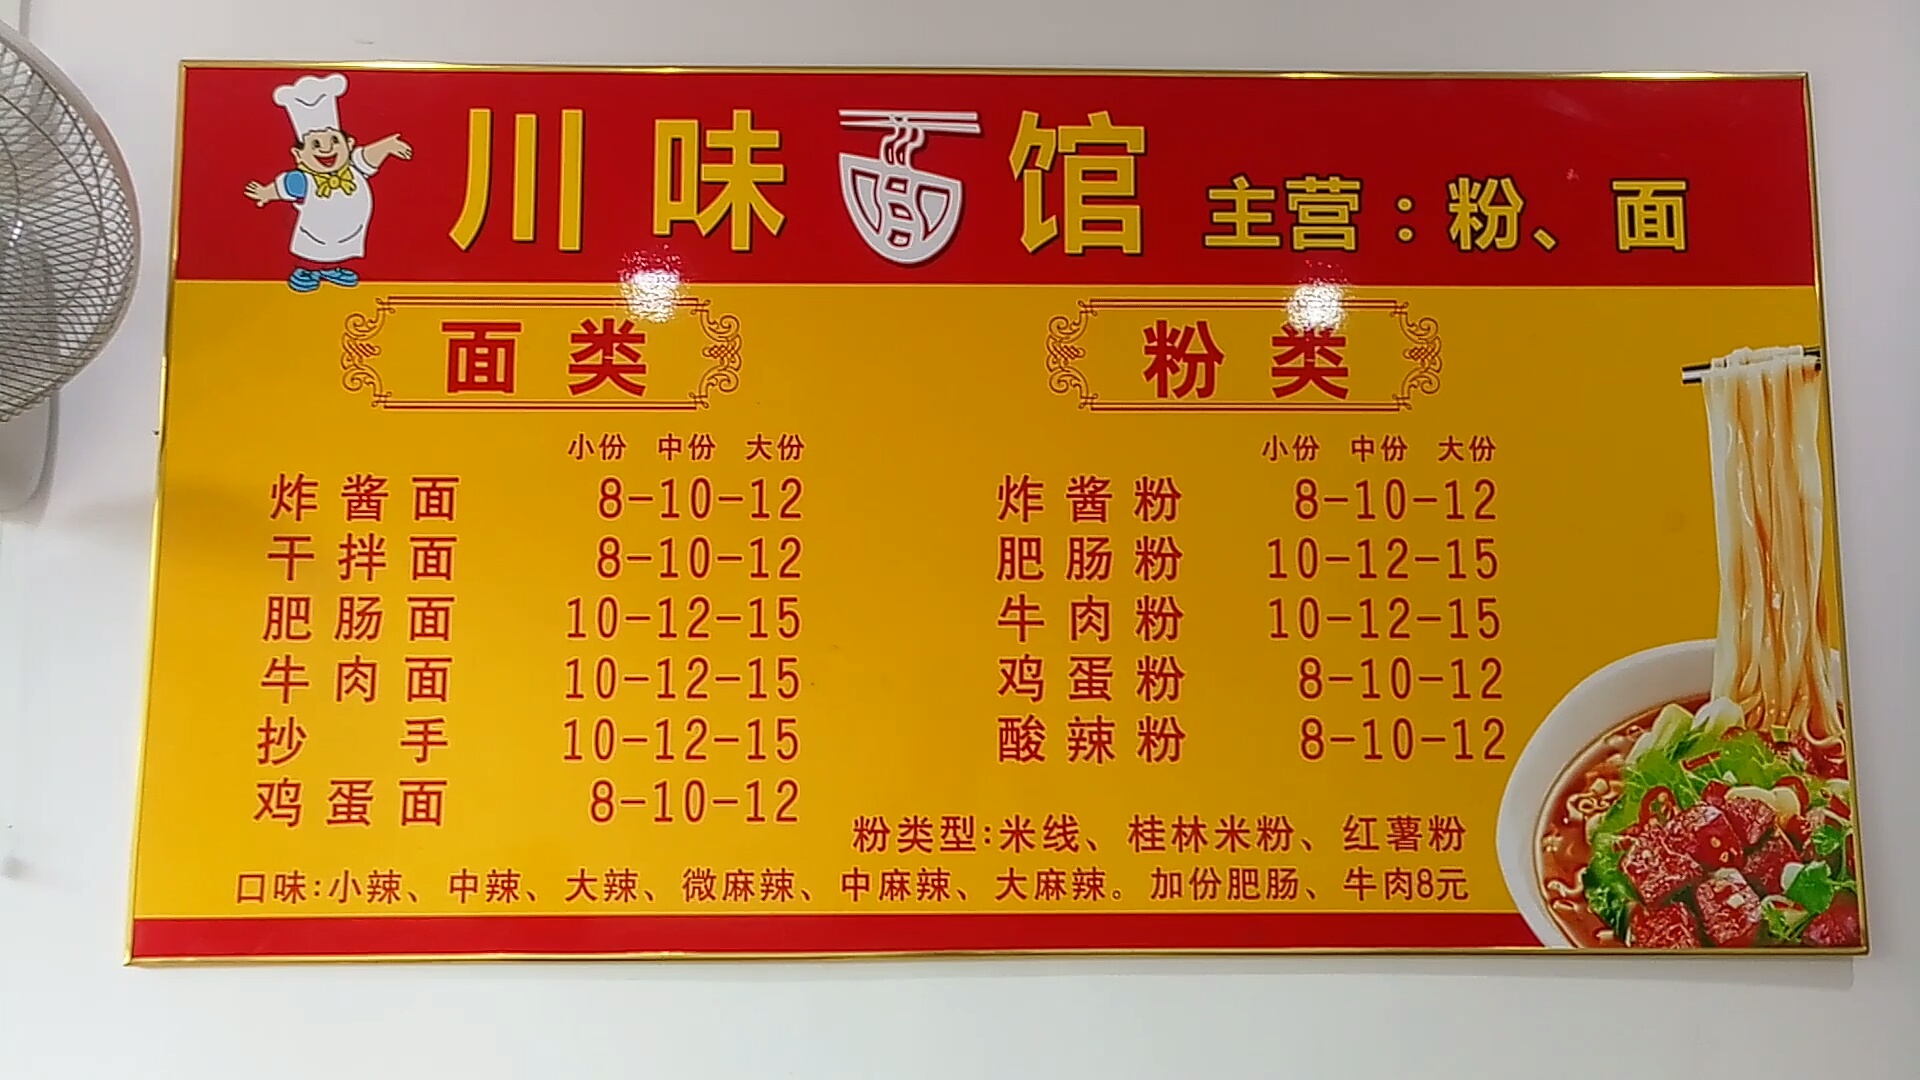 川味面馆 主营：粉、面
面类
小份 中份 大份
炸酱面 8-10-12
干拌面 8-10-12
肥肠面 10-12-15
牛肉面 10-12-15
抄手 10-12-15
鸡蛋面 8-10-12
粉类
小份 中份 大份
炸酱粉 8-10-12
肥肠粉 10-12-15
牛肉粉 10-12-15
鸡蛋粉 8-10-12
酸辣粉 8-10-12
粉类型:米线、桂林米粉、红薯粉
口味:小辣、中辣、大辣、微麻辣、中麻辣、大麻辣。加份肥肠、牛肉8元